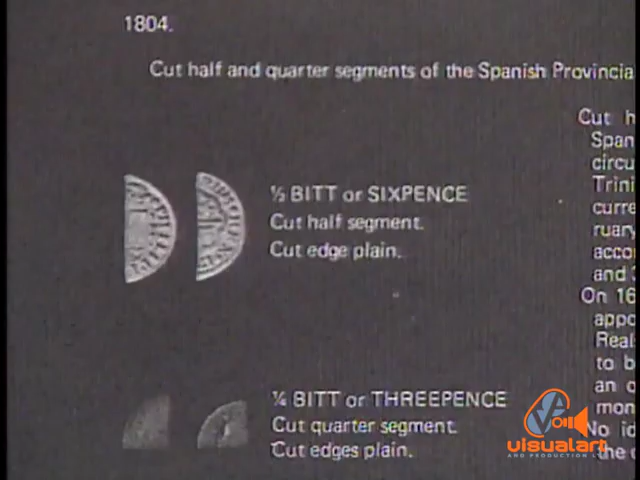 1804.
Cut half and quarter segments of the Spanish Provincia
½ BITT or SIXPENCE
Cut half segment.
Cut edge plain.
¼ BITT or THREEPENCE
Cut quarter segment.
Cut edges plain.
Cut h
Span
circu
Trini
curre
ruary
acco
and
On 16
appo
Real
to b
an o
mon
No id
the
visualart
AND PRODUCTION